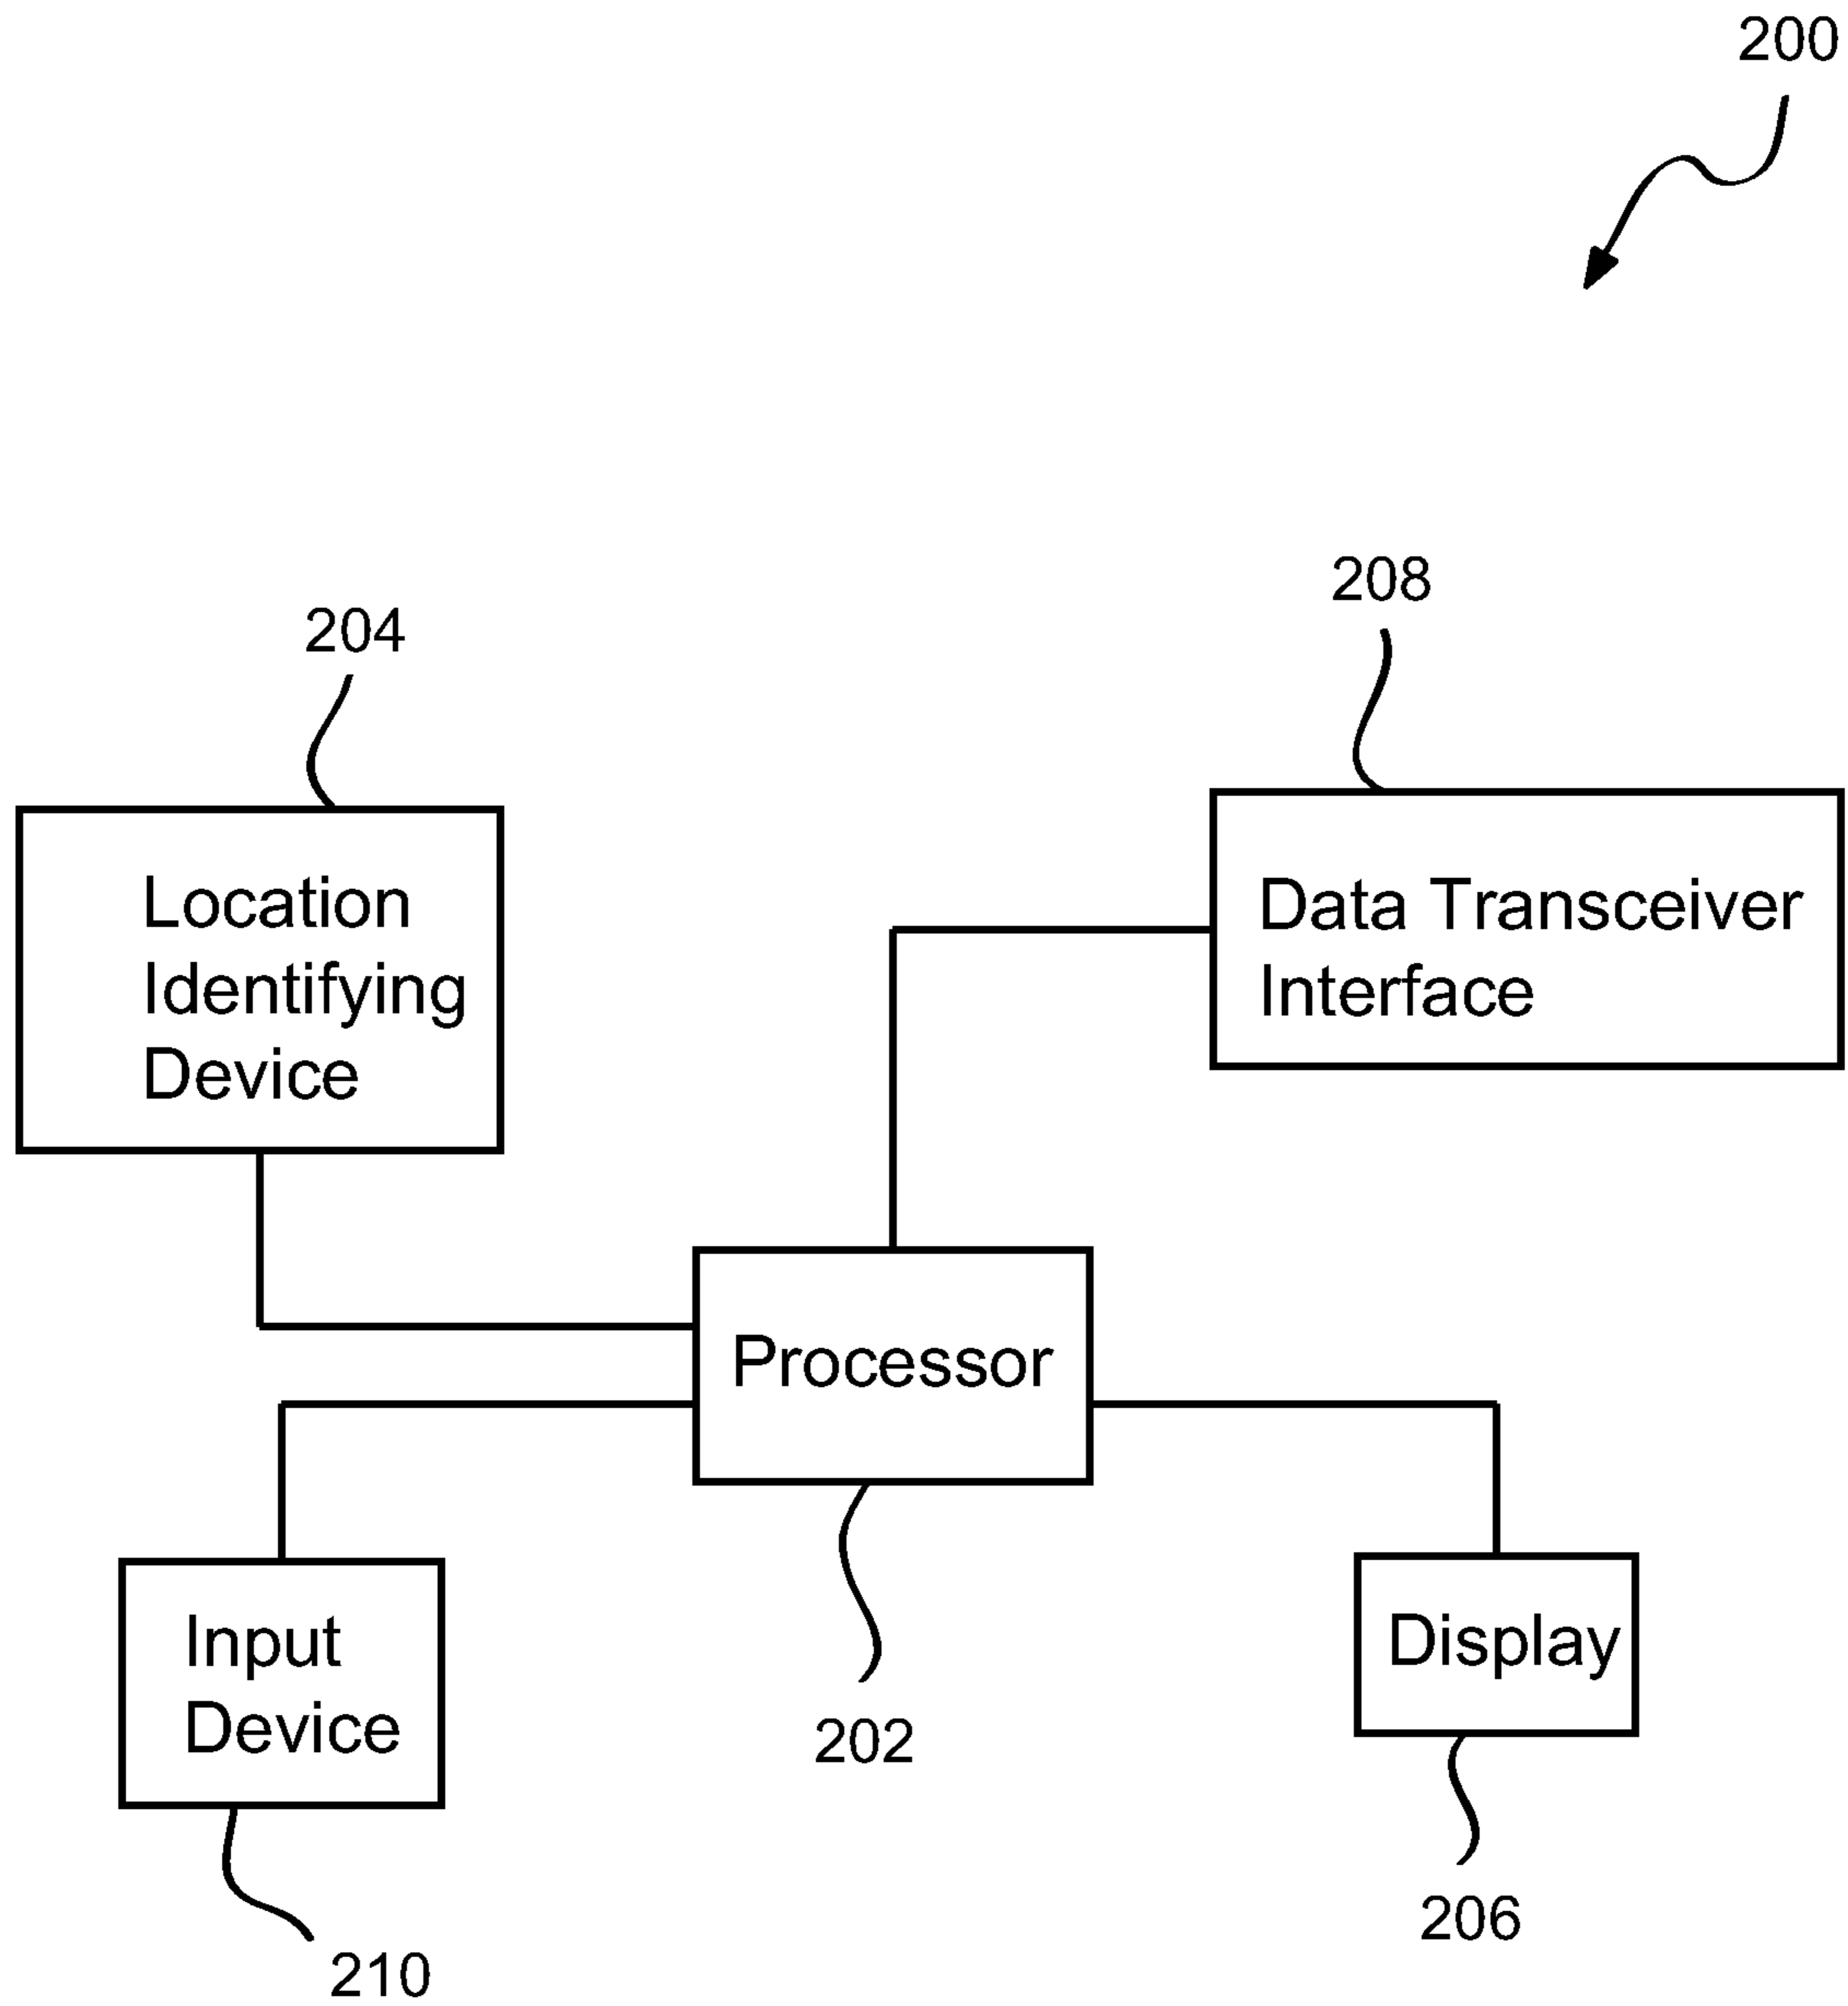 200
208
204
Location
Identifying
Device
Data Transceiver
Interface
Processor
Input
Device
Display
202
206
210